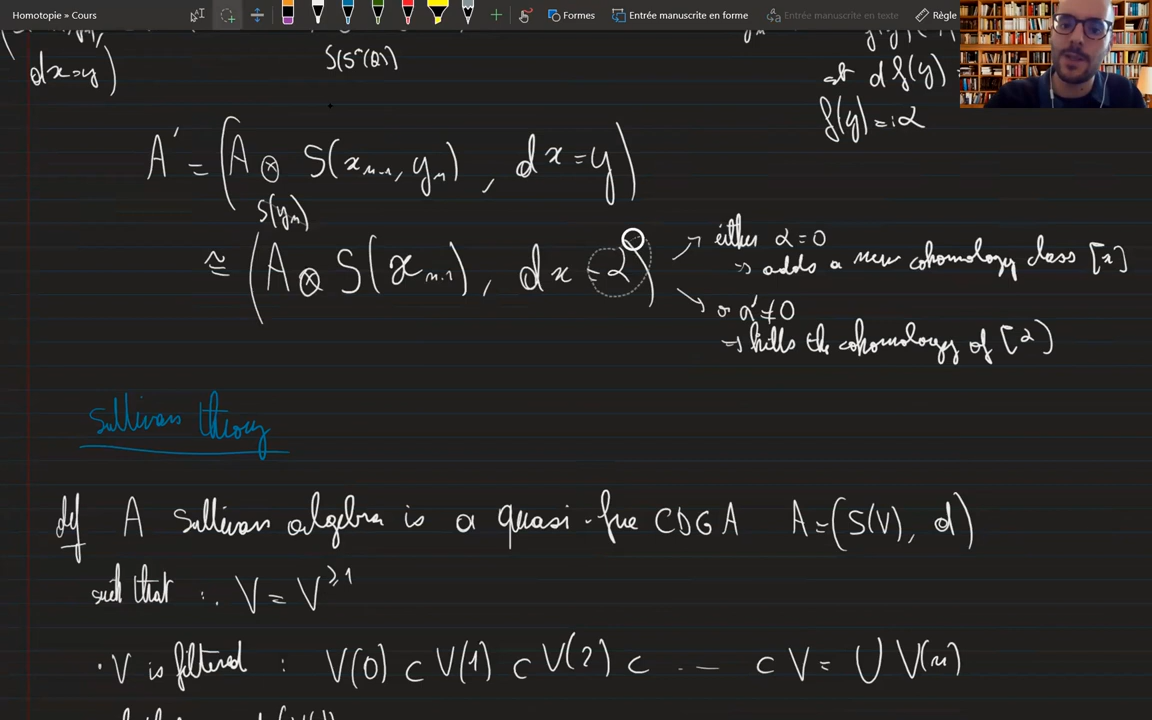 Homotopie » Cours
Formes
Entrée manuscrite en forme
Entrée manuscrite en texte
Règle
dx=y)
S(S^n(Q))
st d f(y) =
f(y)=:α
A' = (A ⊗ S(x_{n-1}, y_n), dx=y)
S(y_n)
≅ (A ⊗ S(x_{n-1}), dx = α)
either α=0
→ adds a new cohomology class [x]
or α≠0
→ kills the cohomology of [α]
Sullivan theory
def A Sullivan algebra is a quasi-free CDGA A=(S(V), d)
such that : · V = V^{≥1}
· V is filtered : V(0) ⊂ V(1) ⊂ V(2) ⊂ ... ⊂ V = ∪ V(n)